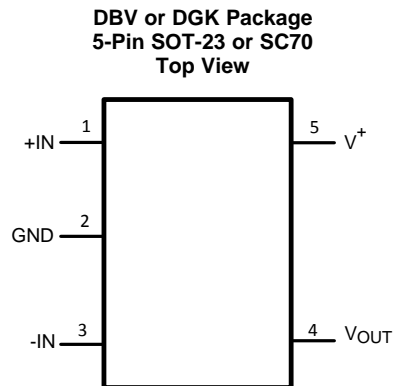 DBV or DGK Package
5-Pin SOT-23 or SC70
Top View
+IN 1
5 V+
GND 2
-IN 3
4 VOUT